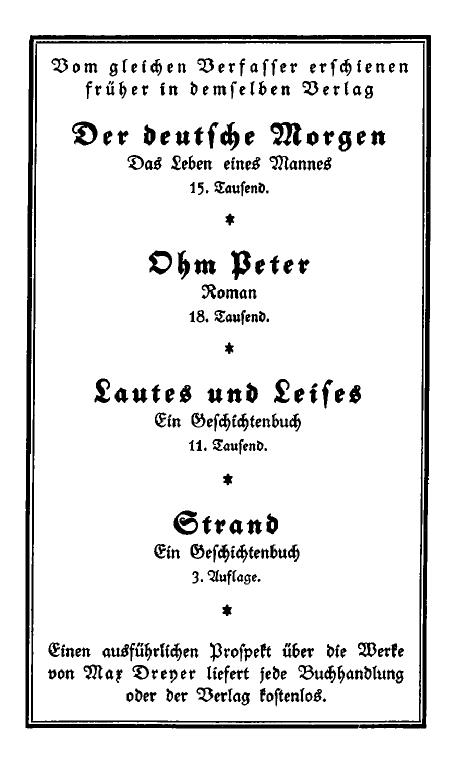 Vom gleichen Verfasser erschienen
früher in demselben Verlag
Der deutsche Morgen
Das Leben eines Mannes
15. Tausend.
*
Ohm Peter
Roman
18. Tausend.
*
Lautes und Leises
Ein Geschichtenbuch
11. Tausend.
*
Strand
Ein Geschichtenbuch
3. Auflage.
*
Einen ausführlichen Prospekt über die Werke
von Max Dreyer liefert jede Buchhandlung
oder der Verlag kostenlos.